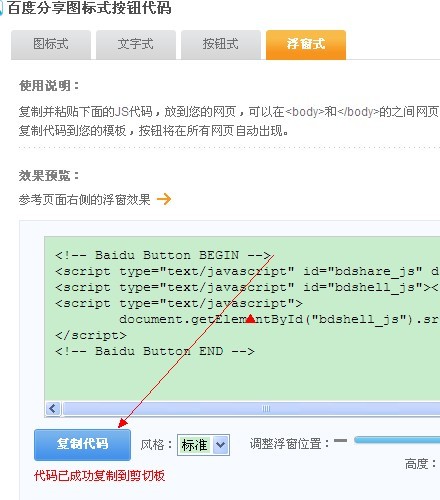 百度分享图标式按钮代码
图标式 文字式 按钮式 浮窗式
使用说明：
复制并粘贴下面的JS代码，放到您的网页，可以在<body>和</body>的之间网页
复制代码到您的模板，按钮将在所有网页自动出现。
效果预览：
参考页面右侧的浮窗效果
<!-- Baidu Button BEGIN -->
<script type="text/javascript" id="bdshare_js" d
<script type="text/javascript" id="bdshell_js"><
<script type="text/javascript">
document.getElementById("bdshell_js").sr
</script>
<!-- Baidu Button END -->
复制代码 风格： 标准 调整浮窗位置：
高度：
代码已成功复制到剪切板